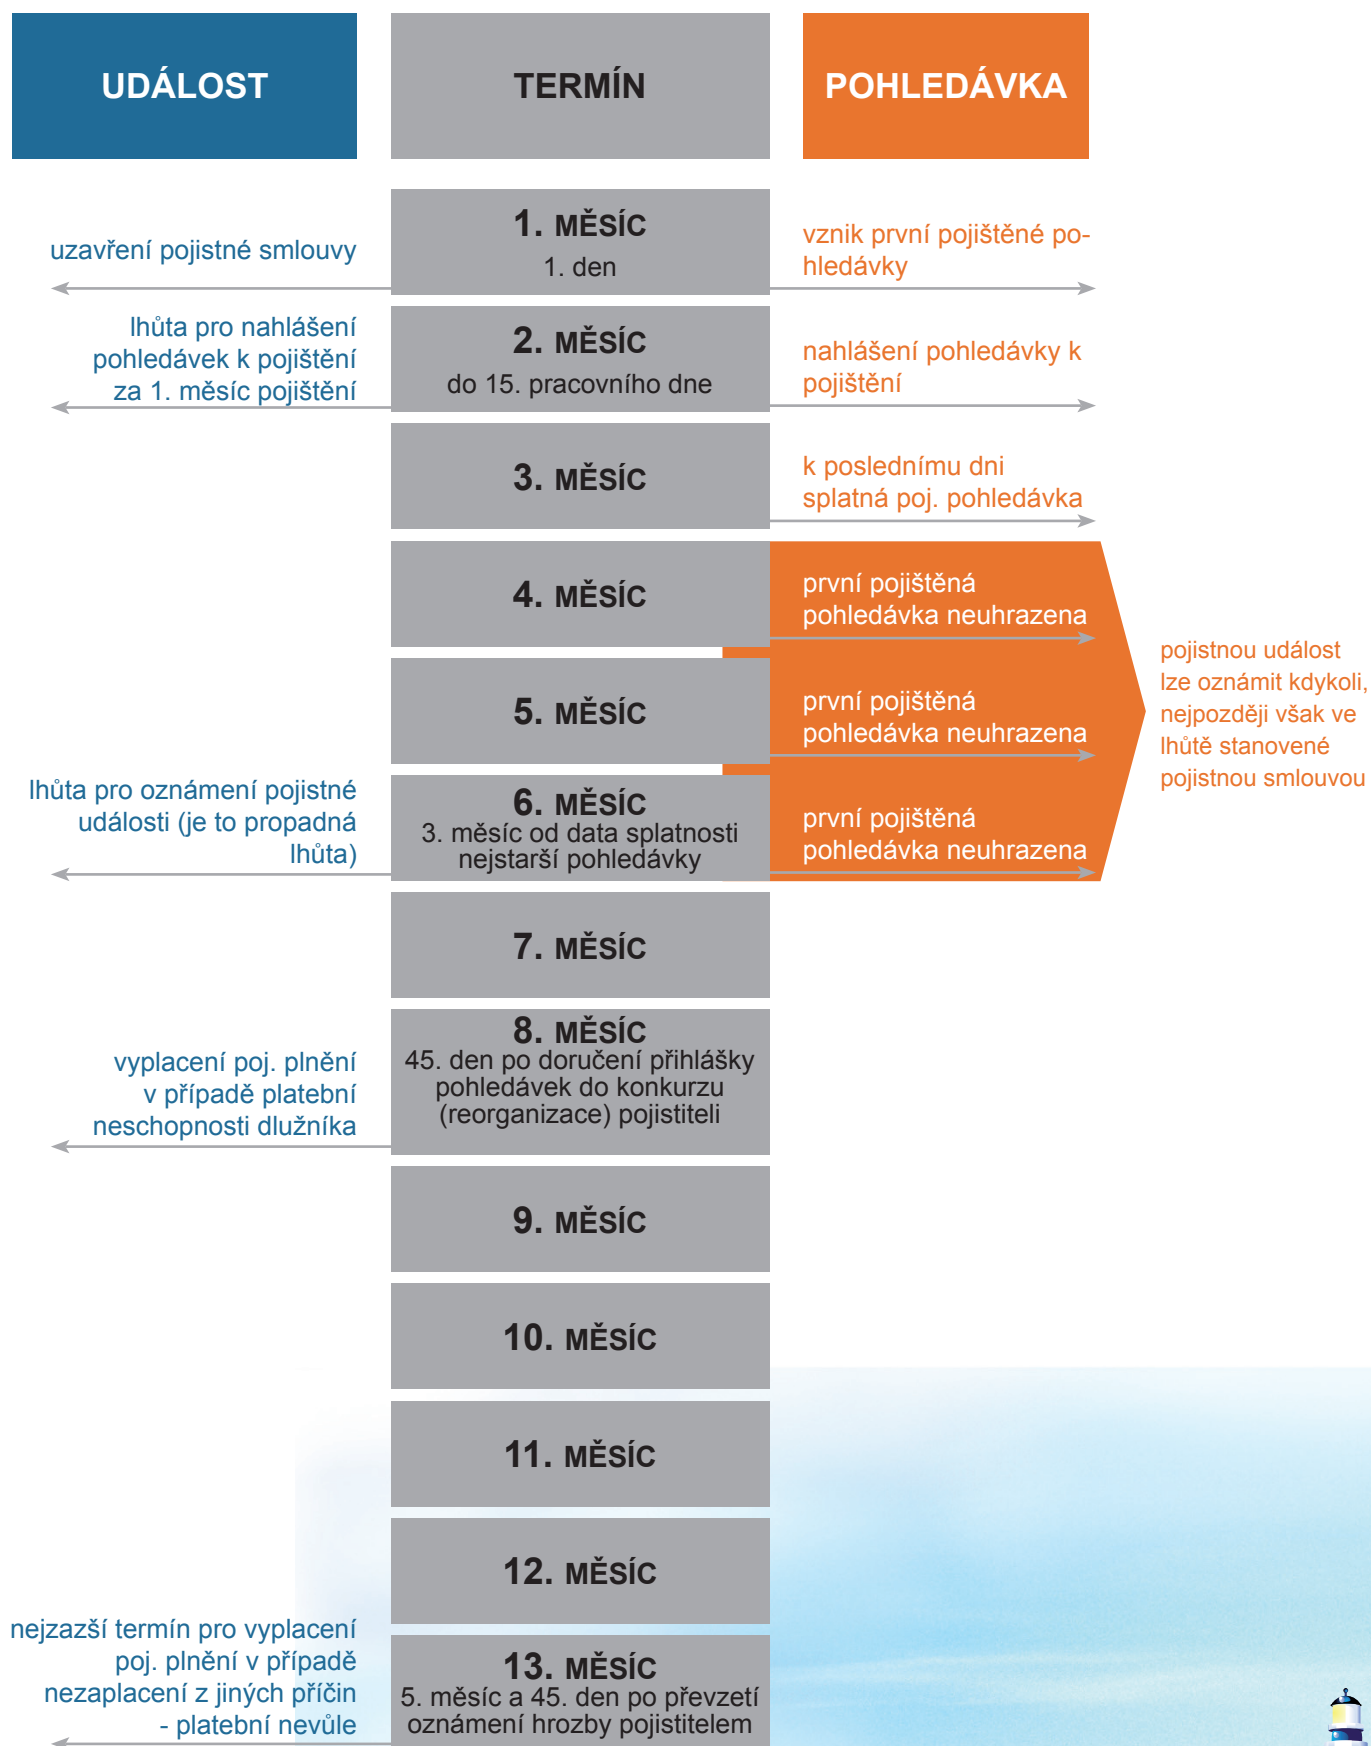 UDÁLOST
TERMÍN
POHLEDÁVKA
uzavření pojistné smlouvy
1. MĚSÍC
1. den
vznik první pojištěné po-
hledávky
lhůta pro nahlášení
pohledávek k pojištění
za 1. měsíc pojištění
2. MĚSÍC
do 15. pracovního dne
nahlášení pohledávky k
pojištění
3. MĚSÍC
k poslednímu dni
splatná poj. pohledávka
4. MĚSÍC
první pojištěná
pohledávka neuhrazena
5. MĚSÍC
první pojištěná
pohledávka neuhrazena
pojistnou událost
lze oznámit kdykoli,
nejpozději však ve
lhůtě stanovené
pojistnou smlouvou
lhůta pro oznámení pojistné
události (je to propadná
lhůta)
6. MĚSÍC
3. měsíc od data splatnosti
nejstarší pohledávky
první pojištěná
pohledávka neuhrazena
7. MĚSÍC
vyplacení poj. plnění
v případě platební
neschopnosti dlužníka
8. MĚSÍC
45. den po doručení přihlášky
pohledávek do konkurzu
(reorganizace) pojistiteli
9. MĚSÍC
10. MĚSÍC
11. MĚSÍC
12. MĚSÍC
nejzazší termín pro vyplacení
poj. plnění v případě
nezaplacení z jiných příčin
- platební nevůle
13. MĚSÍC
5. měsíc a 45. den po převzetí
oznámení hrozby pojistitelem